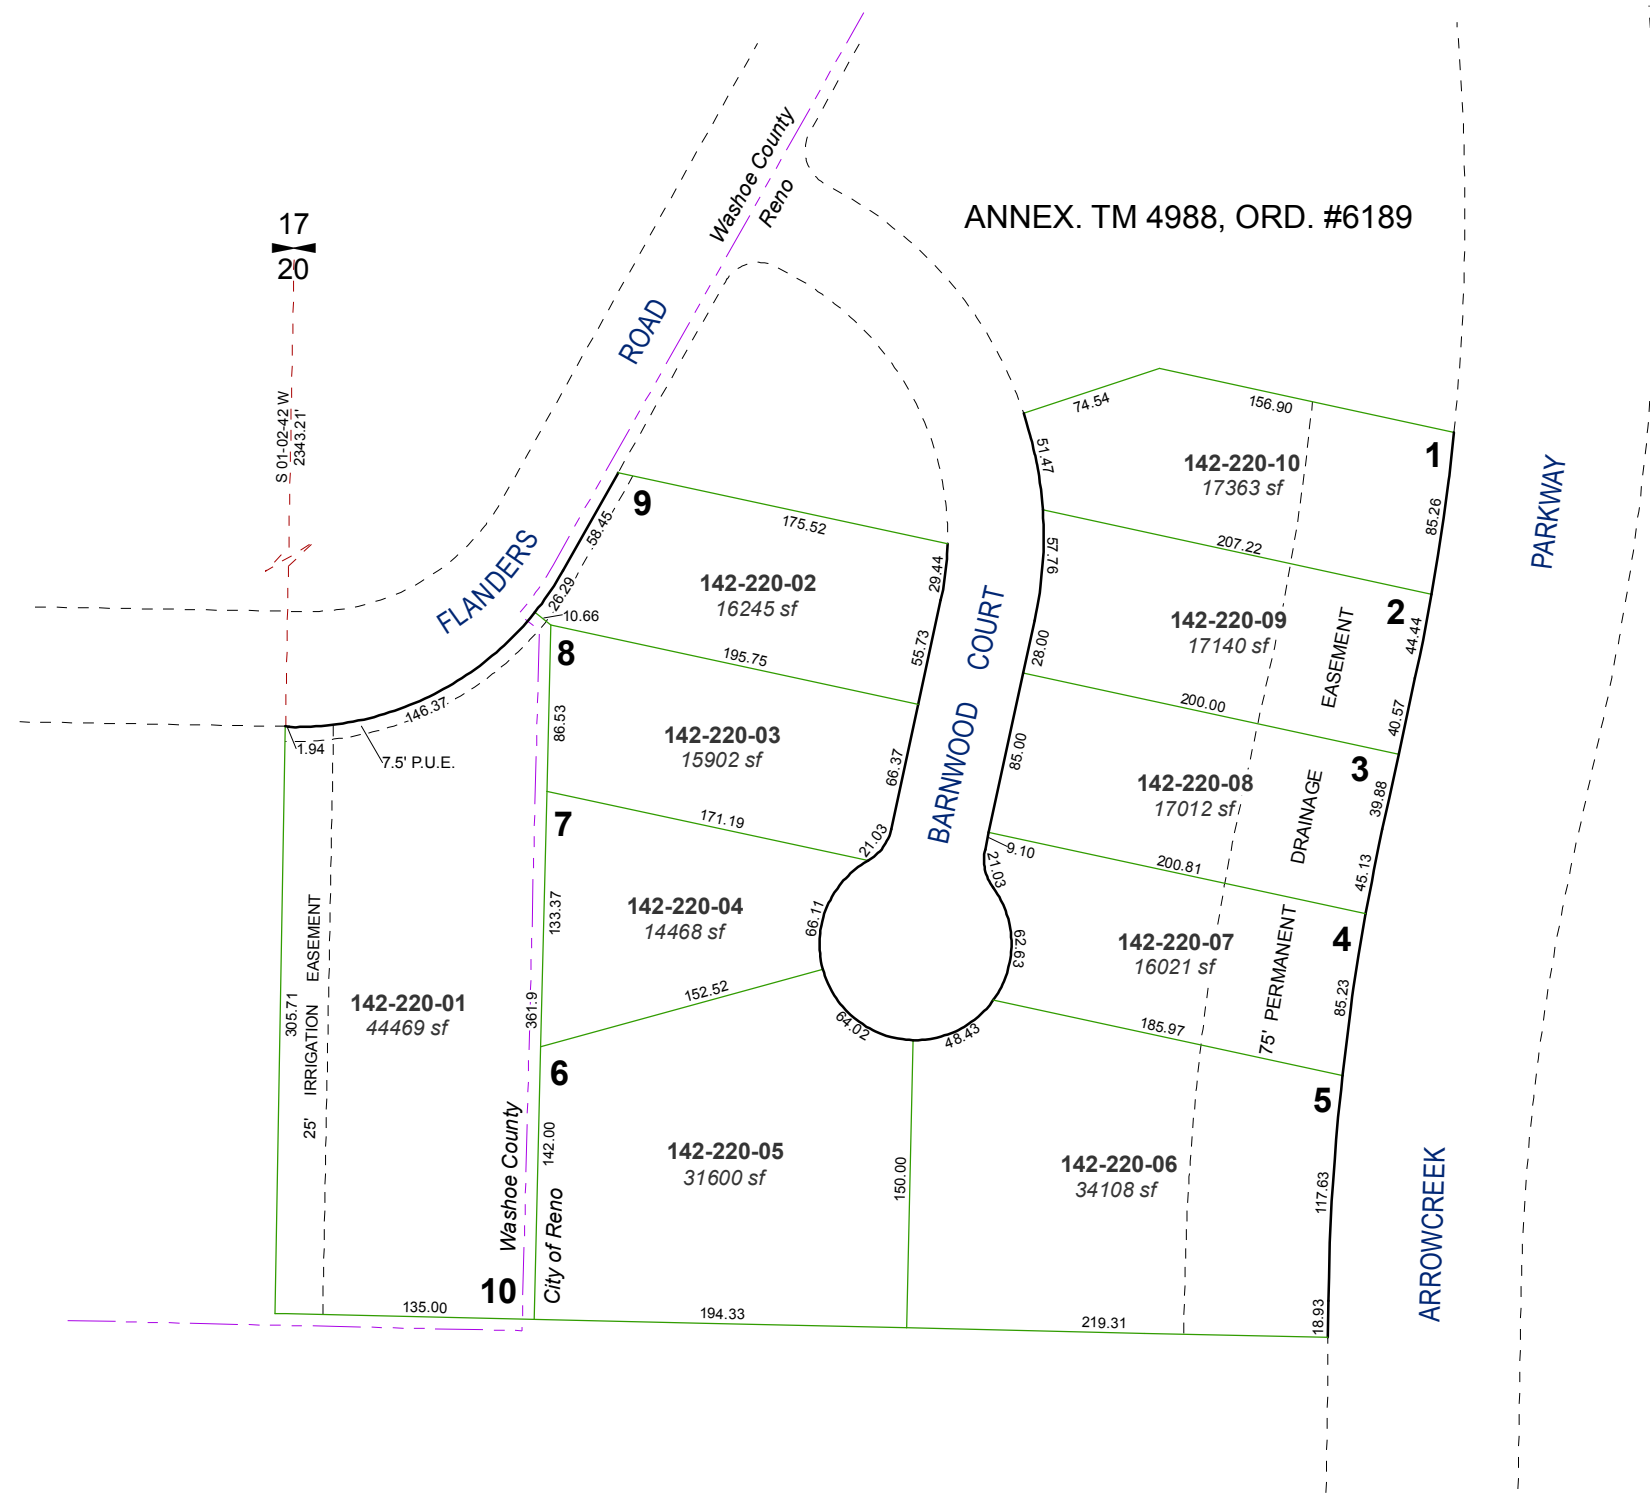 17
20
S 01-02-42 W
2343.21'
Washoe County
Reno
ANNEX. TM 4988, ORD. #6189
FLANDERS
ROAD
BARNWOOD COURT
ARROWCREEK
PARKWAY
74.54
156.90
51.47
142-220-10
17363 sf
1
85.26
207.22
57.76
28.00
142-220-09
17140 sf
2
44.44
40.57
200.00
85.00
142-220-08
17012 sf
3
39.88
45.13
9.10
200.81
21.03
62.63
142-220-07
16021 sf
4
85.23
185.97
48.43
142-220-06
34108 sf
5
117.63
18.93
219.31
75' PERMANENT
DRAINAGE
EASEMENT
9
58.45
26.29
10.66
175.52
29.44
55.73
142-220-02
16245 sf
8
195.75
86.53
66.37
142-220-03
15902 sf
7
171.19
21.03
133.37
66.11
142-220-04
14468 sf
152.52
64.02
6
142.00
150.00
142-220-05
31600 sf
194.33
146.37
1.94
7.5' P.U.E.
305.71
25' IRRIGATION EASEMENT
142-220-01
44469 sf
361.9
Washoe County
City of Reno
10
135.00